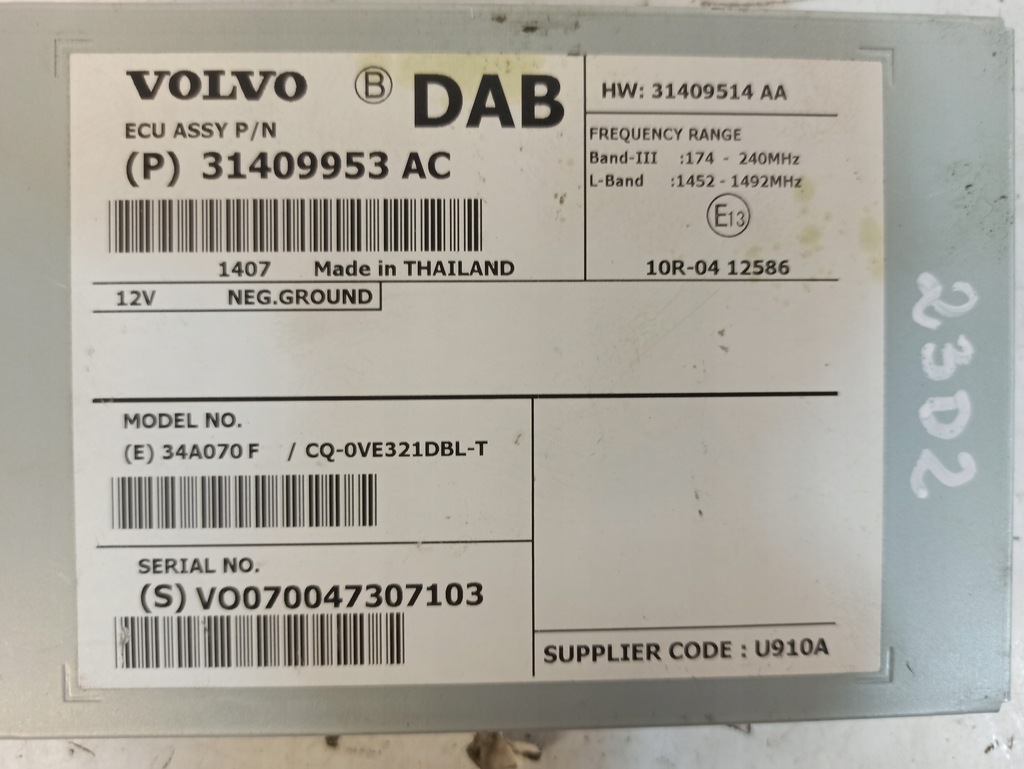 VOLVO Ⓑ DAB
ECU ASSY P/N
(P) 31409953 AC
1407 Made in THAILAND
HW: 31409514 AA
FREQUENCY RANGE
Band-III :174 - 240MHz
L-Band :1452 - 1492MHz
E13
10R-04 12586
12V NEG.GROUND
MODEL NO.
(E) 34A070 F / CQ-0VE321DBL-T
SERIAL NO.
(S) VO070047307103
SUPPLIER CODE : U910A
23D2